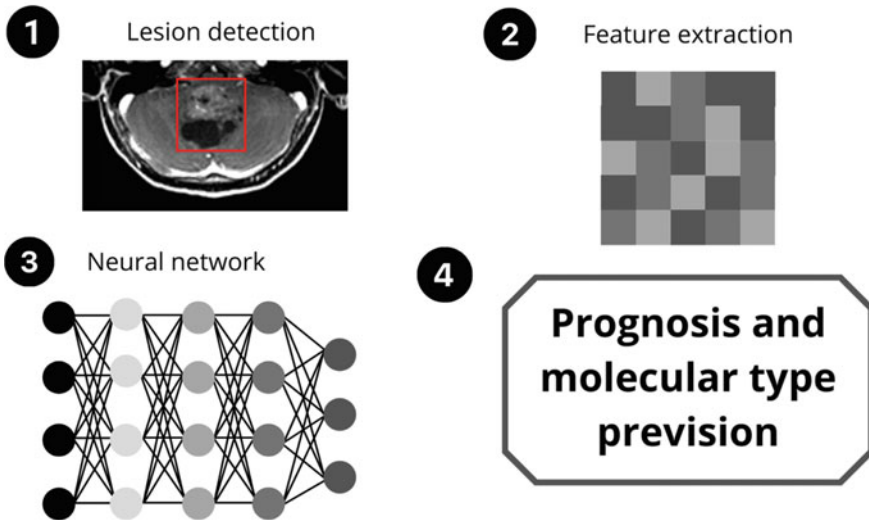 1
Lesion detection
2
Feature extraction
3
Neural network
4
Prognosis and
molecular type
prevision